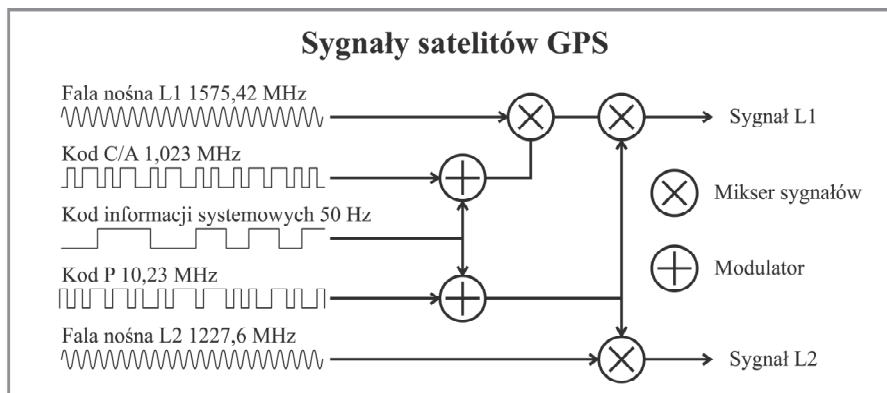 Sygnały satelitów GPS
Fala nośna L1 1575,42 MHz
Sygnał L1
Kod C/A 1,023 MHz
Mikser sygnałów
Kod informacji systemowych 50 Hz
Kod P 10,23 MHz
Modulator
Fala nośna L2 1227,6 MHz
Sygnał L2